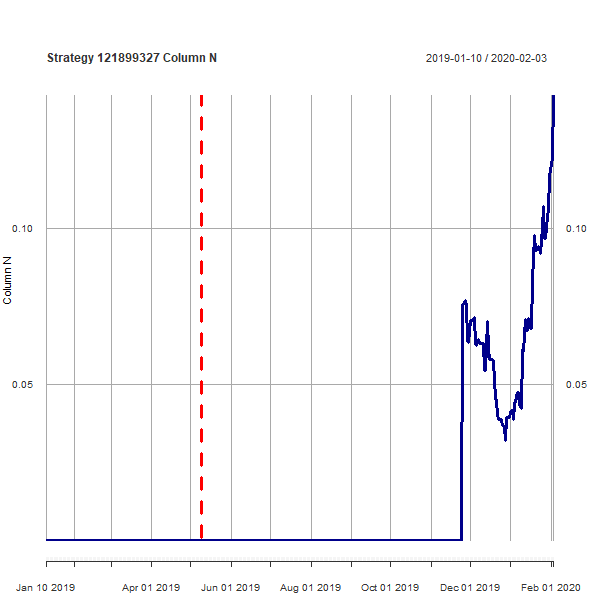 Strategy 121899327 Column N
2019-01-10 / 2020-02-03
0.10
0.10
Column N
0.05
0.05
Jan 10 2019
Apr 01 2019
Jun 01 2019
Aug 01 2019
Oct 01 2019
Dec 01 2019
Feb 01 2020